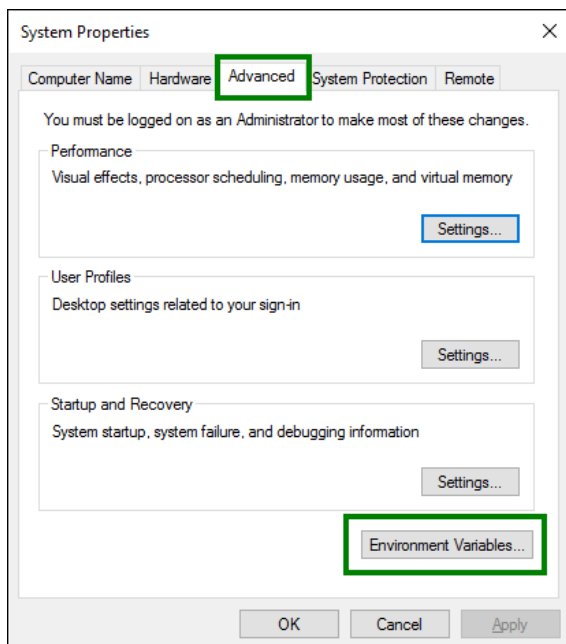 System Properties
Computer Name Hardware Advanced System Protection Remote
You must be logged on as an Administrator to make most of these changes.
Performance
Visual effects, processor scheduling, memory usage, and virtual memory
Settings...
User Profiles
Desktop settings related to your sign-in
Settings...
Startup and Recovery
System startup, system failure, and debugging information
Settings...
Environment Variables...
OK Cancel Apply